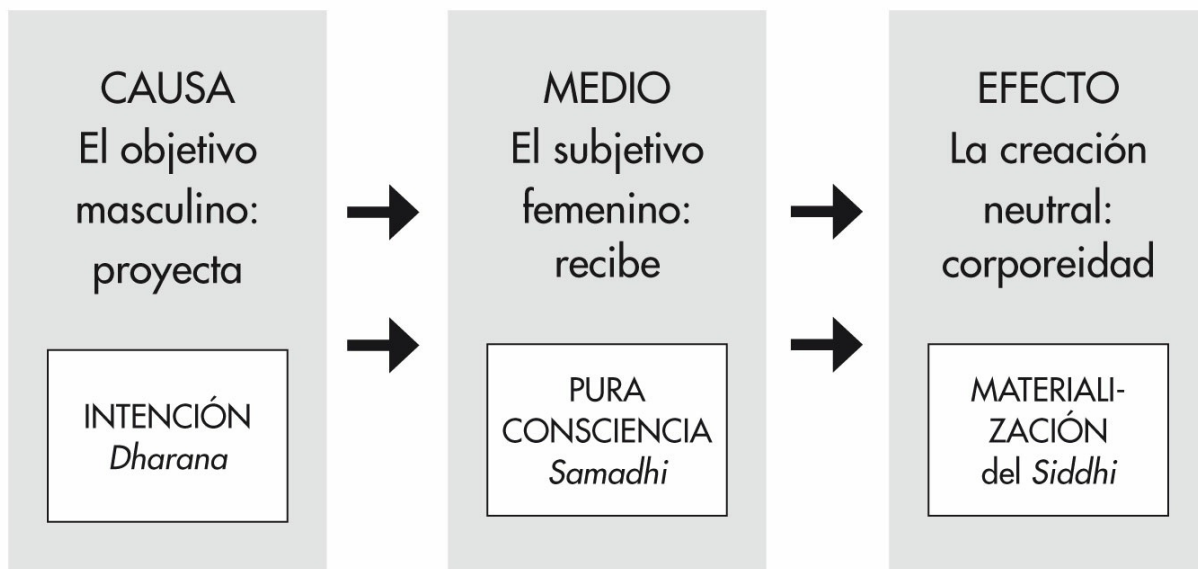 CAUSA
El objetivo
masculino:
proyecta
INTENCIÓN
Dharana
MEDIO
El subjetivo
femenino:
recibe
PURA
CONSCIENCIA
Samadhi
EFECTO
La creación
neutral:
corporeidad
MATERIALI-
ZACIÓN
del Siddhi